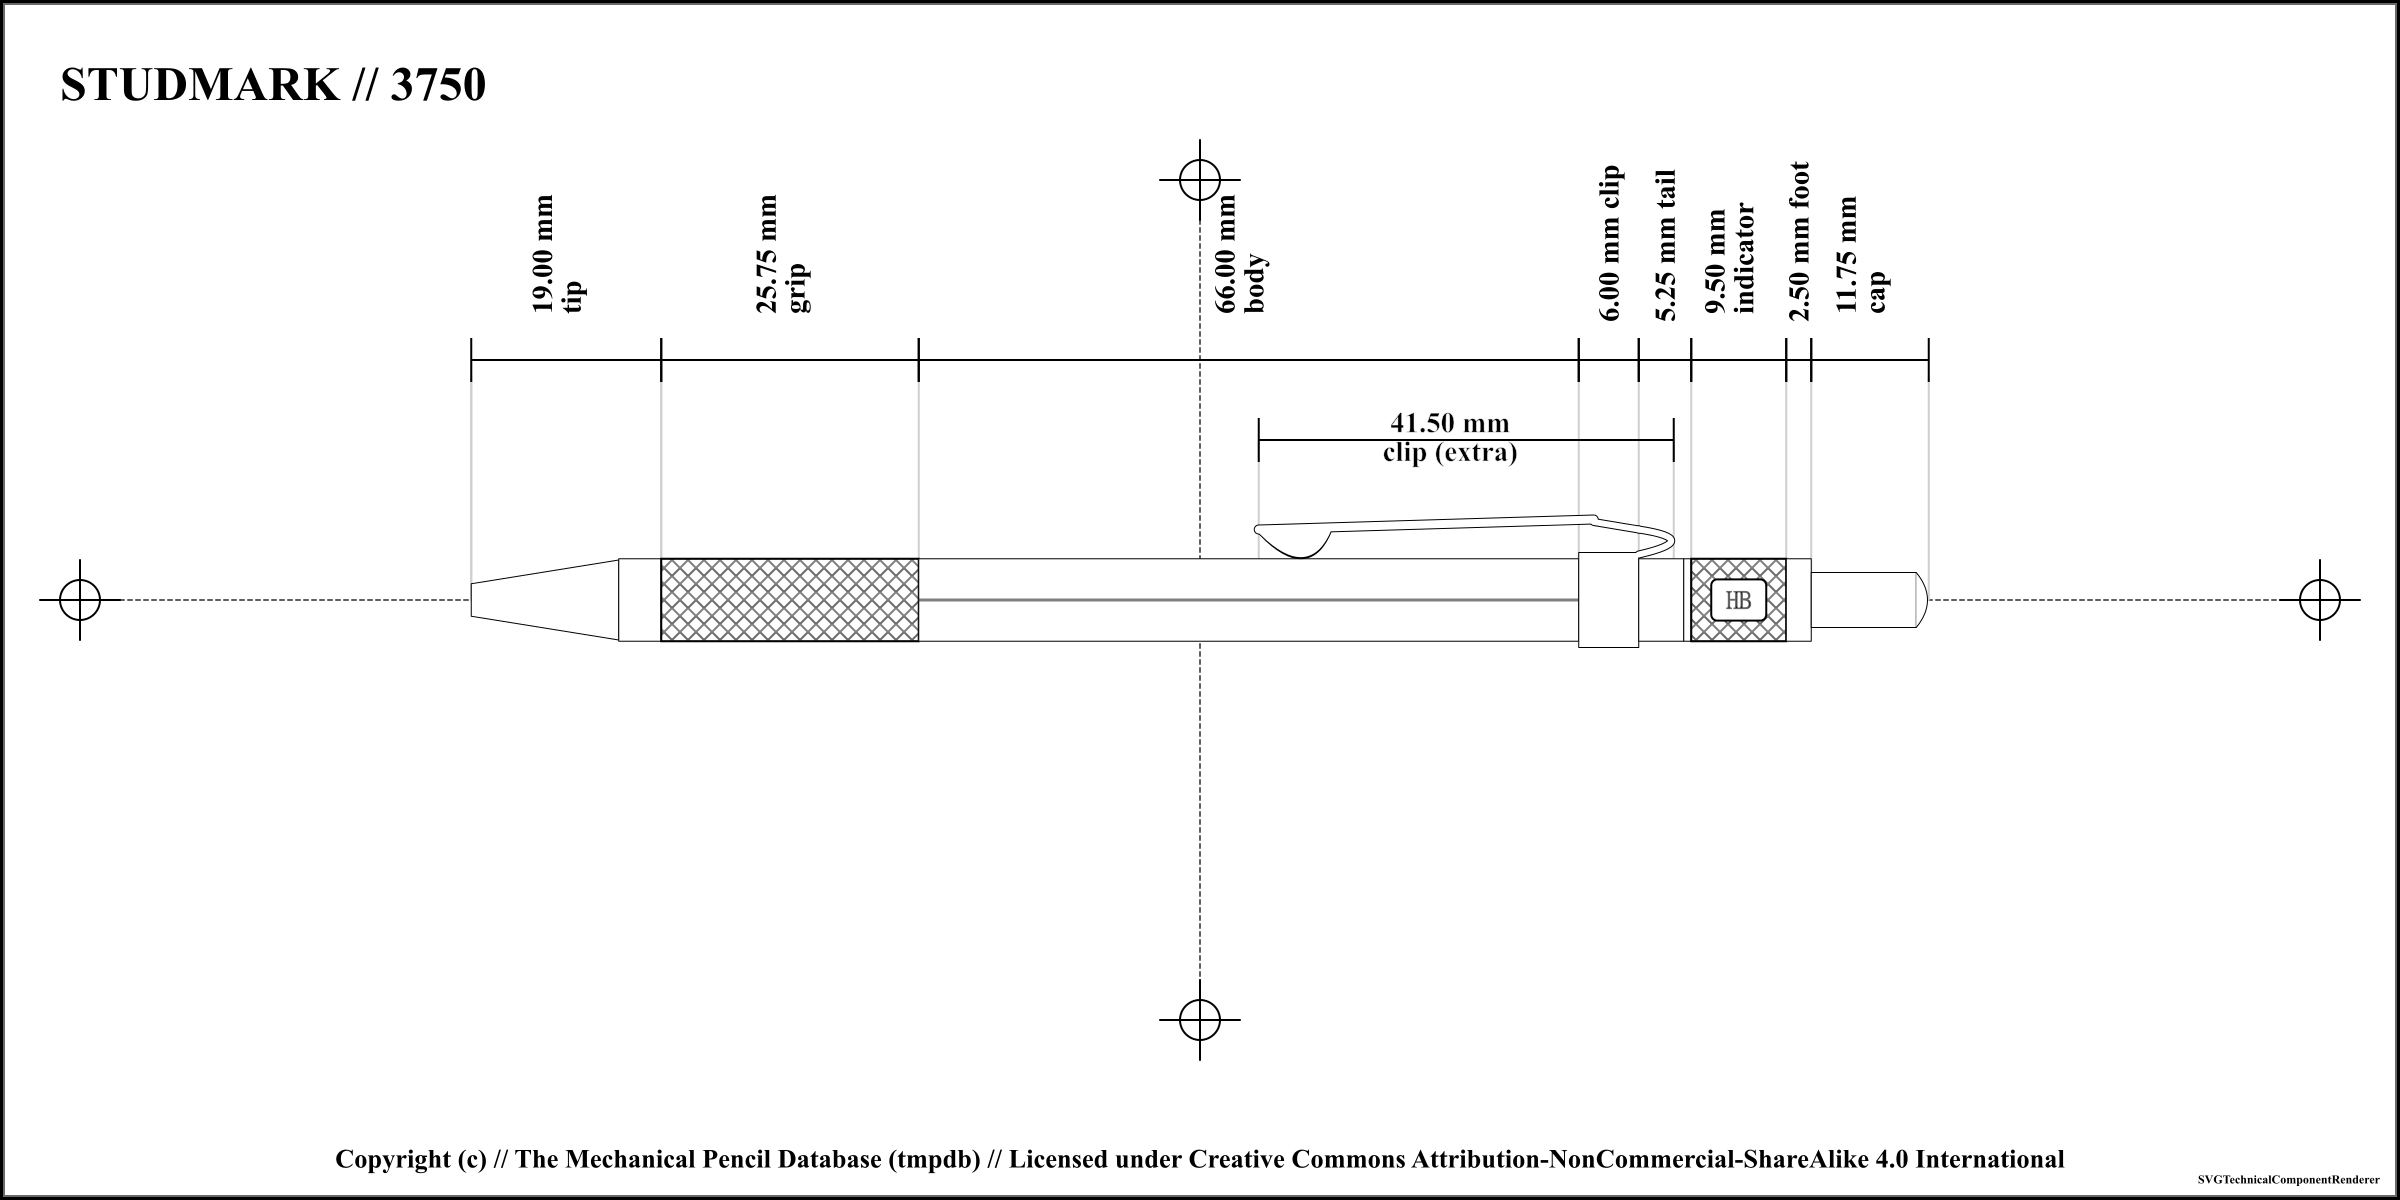 STUDMARK // 3750
19.00 mm
tip
25.75 mm
grip
66.00 mm
body
6.00 mm clip
5.25 mm tail
9.50 mm
indicator
2.50 mm foot
11.75 mm
cap
41.50 mm
clip (extra)
HB
Copyright (c) // The Mechanical Pencil Database (tmpdb) // Licensed under Creative Commons Attribution-NonCommercial-ShareAlike 4.0 International
SVGTechnicalComponentRenderer